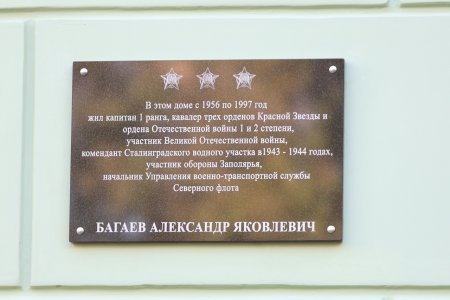 В этом доме с 1956 по 1997 год
жил капитан 1 ранга, кавалер трех орденов Красной Звезды и
ордена Отечественной войны 1 и 2 степени,
участник Великой Отечественной войны,
комендант Сталинградского водного участка в1943 - 1944 годах,
участник обороны Заполярья,
начальник Управления военно-транспортной службы
Северного флота
БАГАЕВ АЛЕКСАНДР ЯКОВЛЕВИЧ